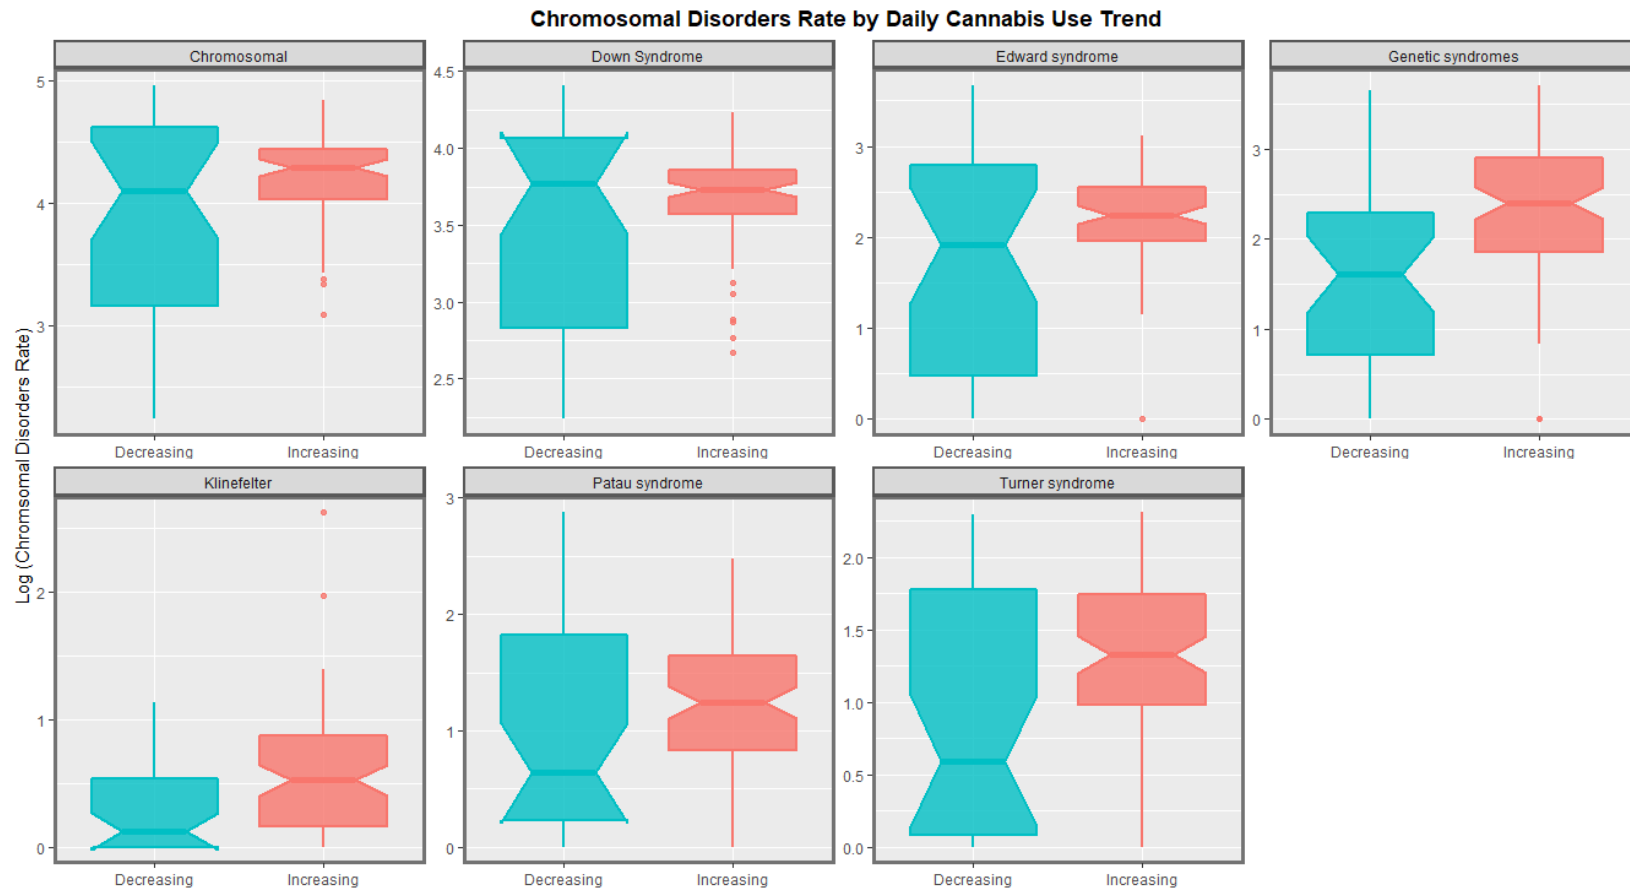 Chromosomal Disorders Rate by Daily Cannabis Use Trend
Log (Chromsomal Disorders Rate)
Chromosomal
5
4
3
Decreasing Increasing
Down Syndrome
4.5
4.0
3.5
3.0
2.5
Decreasing Increasing
Edward syndrome
3
2
1
0
Decreasing Increasing
Genetic syndromes
3
2
1
0
Decreasing Increasing
Klinefelter
2
1
0
Decreasing Increasing
Patau syndrome
3
2
1
0
Decreasing Increasing
Turner syndrome
2.0
1.5
1.0
0.5
0.0
Decreasing Increasing